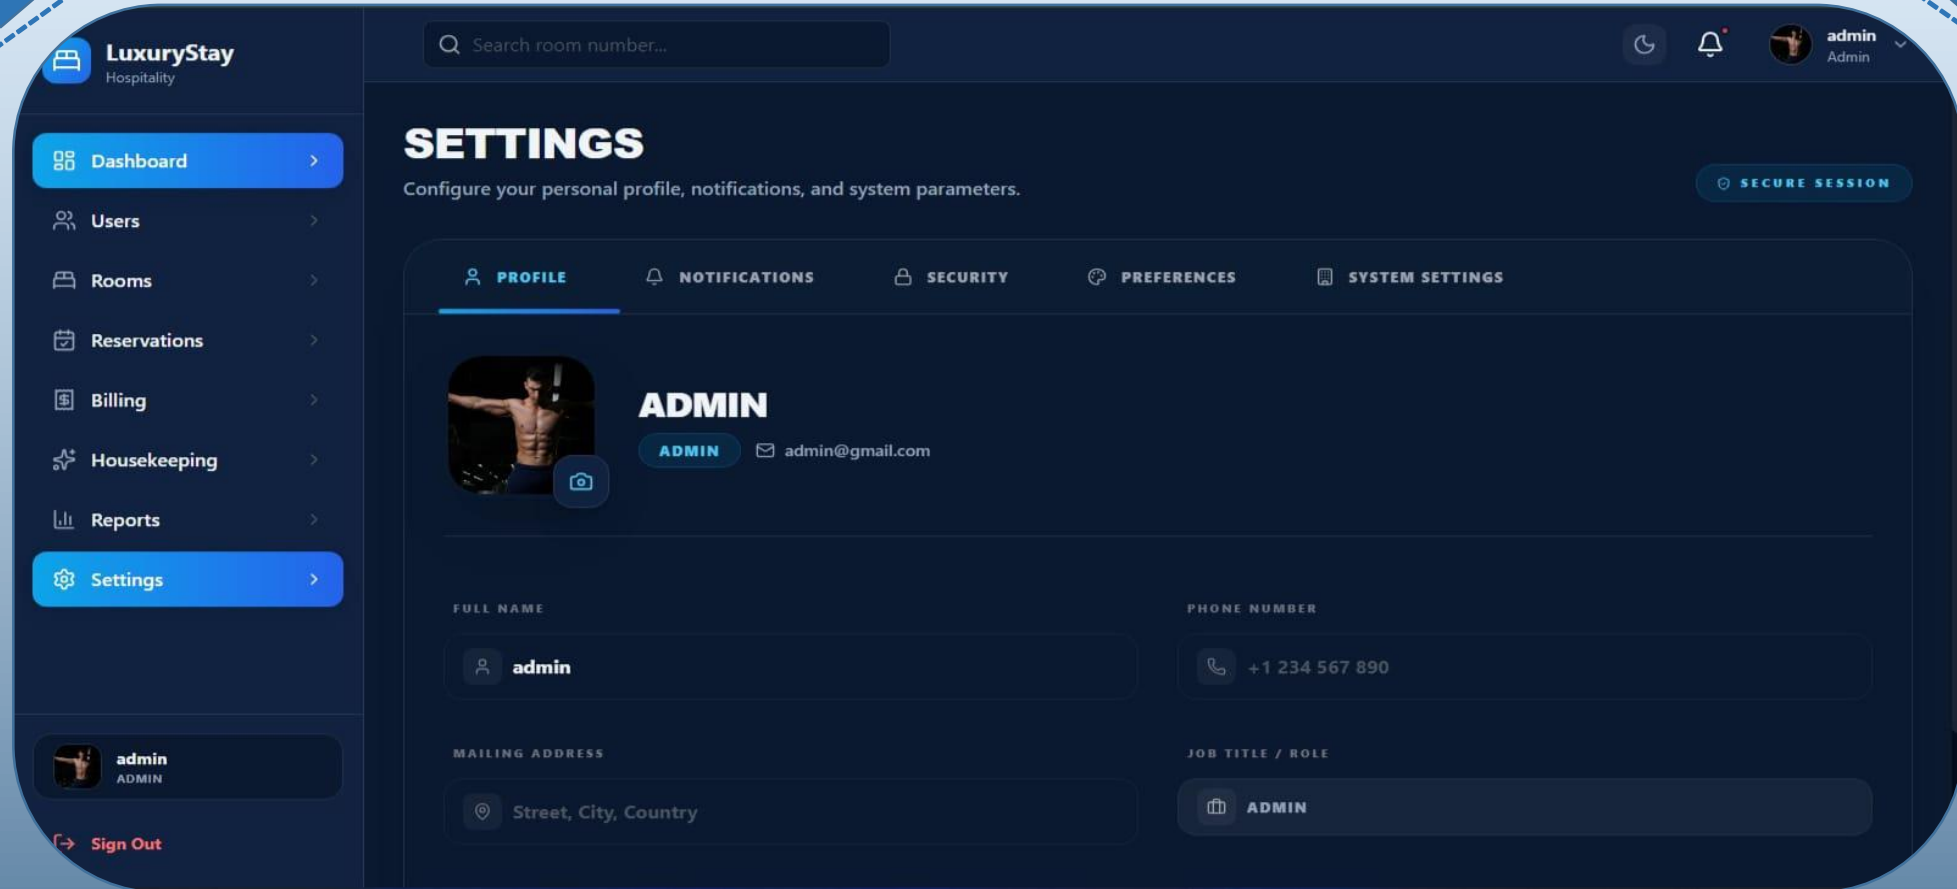 LuxuryStay
Hospitality
Search room number...
admin
Admin
Dashboard
Users
Rooms
Reservations
Billing
Housekeeping
Reports
Settings
admin
ADMIN
Sign Out
SETTINGS
Configure your personal profile, notifications, and system parameters.
SECURE SESSION
PROFILE
NOTIFICATIONS
SECURITY
PREFERENCES
SYSTEM SETTINGS
ADMIN
ADMIN
admin@gmail.com
FULL NAME
admin
PHONE NUMBER
+1 234 567 890
MAILING ADDRESS
Street, City, Country
JOB TITLE / ROLE
ADMIN